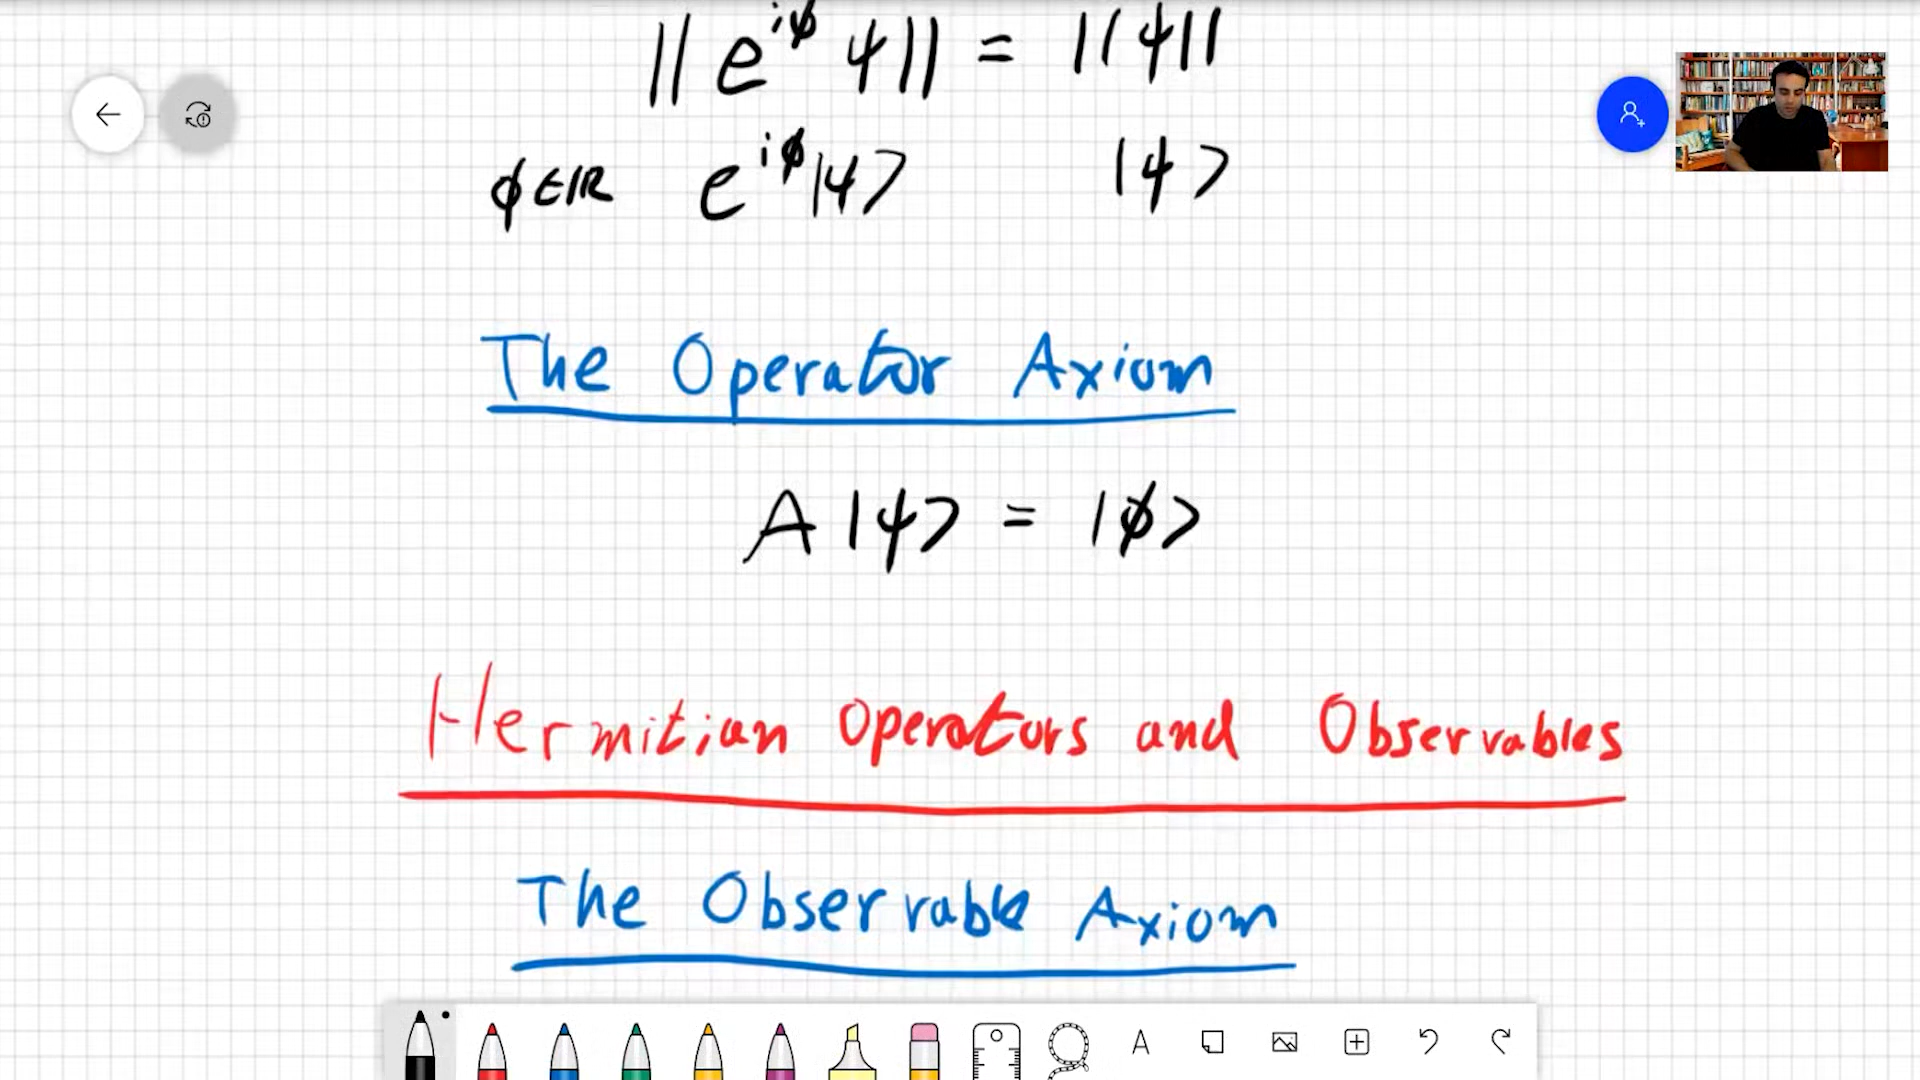 || e^{iϕ} ψ || = || ψ ||
ϕ ∈ ℝ e^{iϕ} |ψ> |ψ>
The Operator Axiom
A |ψ> = |ϕ>
Hermitian Operators and Observables
The Observable Axiom
A